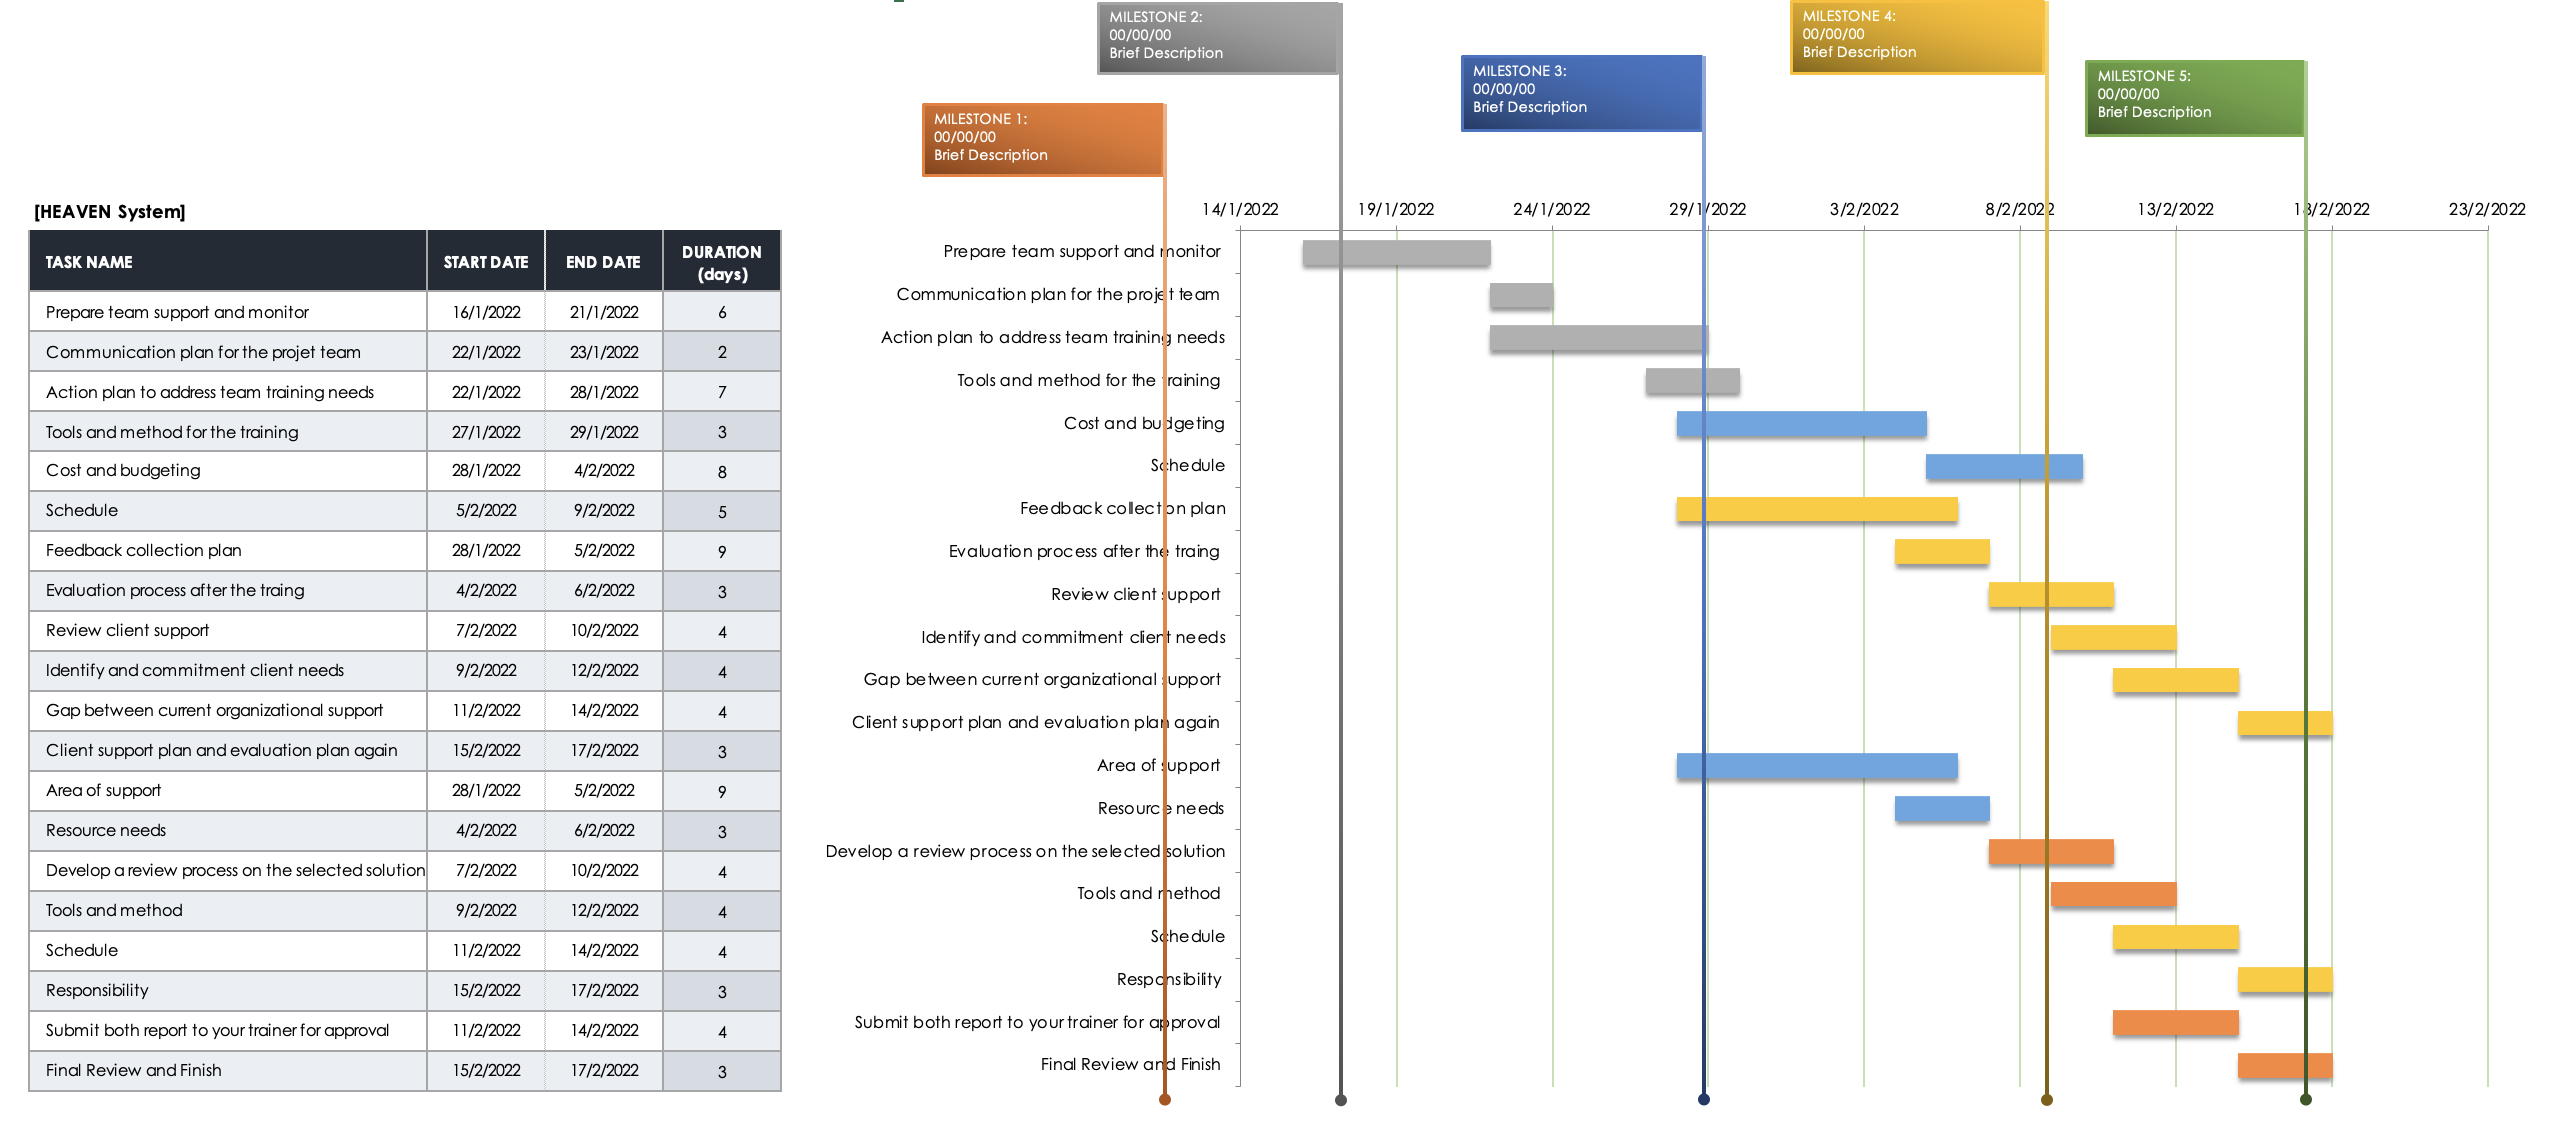 MILESTONE 2:
00/00/00
Brief Description
MILESTONE 4:
00/00/00
Brief Description
MILESTONE 3:
00/00/00
Brief Description
MILESTONE 5:
00/00/00
Brief Description
MILESTONE 1:
00/00/00
Brief Description
[HEAVEN System]
TASK NAME START DATE END DATE DURATION (days)
Prepare team support and monitor 16/1/2022 21/1/2022 6
Communication plan for the projet team 22/1/2022 23/1/2022 2
Action plan to address team training needs 22/1/2022 28/1/2022 7
Tools and method for the training 27/1/2022 29/1/2022 3
Cost and budgeting 28/1/2022 4/2/2022 8
Schedule 5/2/2022 9/2/2022 5
Feedback collection plan 28/1/2022 5/2/2022 9
Evaluation process after the traing 4/2/2022 6/2/2022 3
Review client support 7/2/2022 10/2/2022 4
Identify and commitment client needs 9/2/2022 12/2/2022 4
Gap between current organizational support 11/2/2022 14/2/2022 4
Client support plan and evaluation plan again 15/2/2022 17/2/2022 3
Area of support 28/1/2022 5/2/2022 9
Resource needs 4/2/2022 6/2/2022 3
Develop a review process on the selected solution 7/2/2022 10/2/2022 4
Tools and method 9/2/2022 12/2/2022 4
Schedule 11/2/2022 14/2/2022 4
Responsibility 15/2/2022 17/2/2022 3
Submit both report to your trainer for approval 11/2/2022 14/2/2022 4
Final Review and Finish 15/2/2022 17/2/2022 3
14/1/2022 19/1/2022 24/1/2022 29/1/2022 3/2/2022 8/2/2022 13/2/2022 18/2/2022 23/2/2022
Prepare team support and monitor
Communication plan for the projet team
Action plan to address team training needs
Tools and method for the training
Cost and budgeting
Schedule
Feedback collection plan
Evaluation process after the traing
Review client support
Identify and commitment client needs
Gap between current organizational support
Client support plan and evaluation plan again
Area of support
Resource needs
Develop a review process on the selected solution
Tools and method
Schedule
Responsibility
Submit both report to your trainer for approval
Final Review and Finish